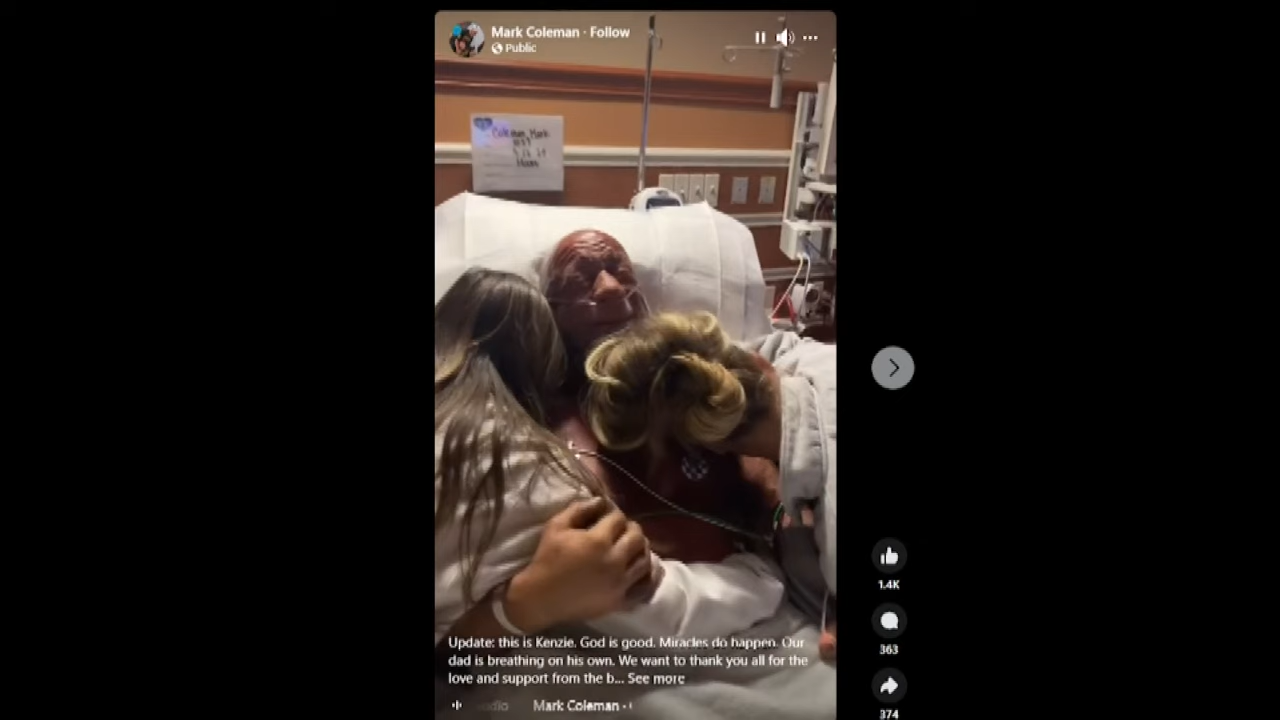 Mark Coleman · Follow
Public
Coleman, Mark
Update: this is Kenzie. God is good. Miracles do happen. Our
dad is breathing on his own. We want to thank you all for the
love and support from the b... See more
Mark Coleman ·
1.4K
363
374